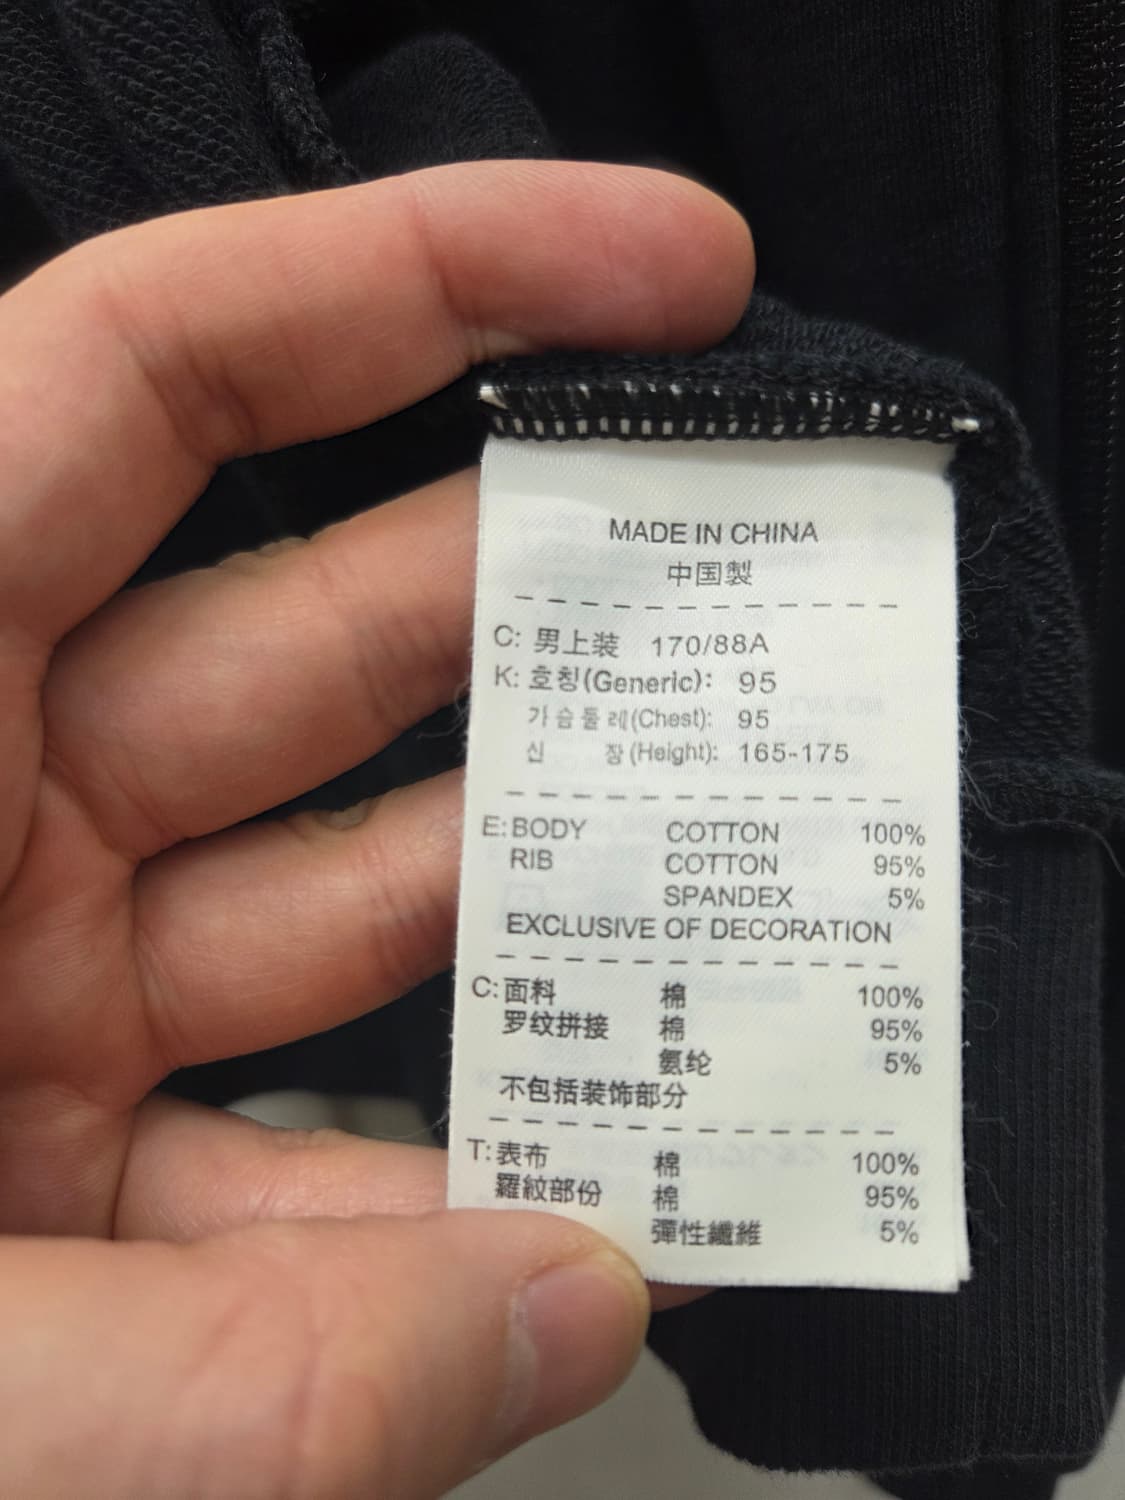 MADE IN CHINA
中国製
C: 男上装 170/88A
K: 호칭(Generic): 95
가슴둘레(Chest): 95
신 장(Height): 165-175
E: BODY COTTON 100%
RIB COTTON 95%
SPANDEX 5%
EXCLUSIVE OF DECORATION
C: 面料 棉 100%
罗纹拼接 棉 95%
氨纶 5%
不包括装饰部分
T: 表布 棉 100%
羅紋部份 棉 95%
彈性纖維 5%